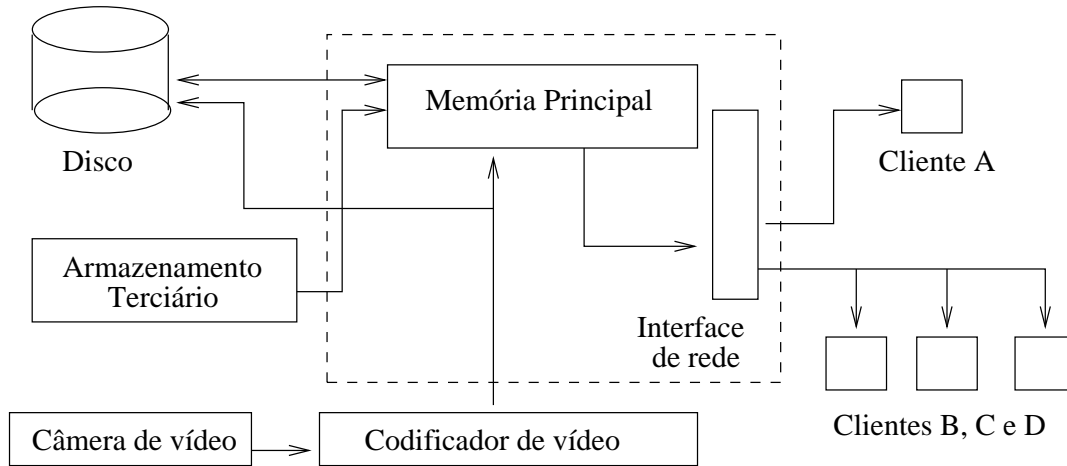 Memória Principal
Disco
Cliente A
Armazenamento
Terciário
Interface
de rede
Câmera de vídeo
Codificador de vídeo
Clientes B, C e D